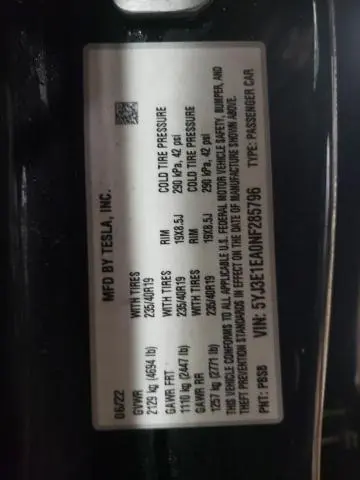 MFD BY TESLA, INC.
06/22
GVWR WITH TIRES RIM COLD TIRE PRESSURE
2129 kg (4694 lb) 235/40R19 19X8.5J 290 kPa, 42 psi
GAWR FRT WITH TIRES RIM COLD TIRE PRESSURE
1110 kg (2447 lb) 235/40R19 19X8.5J 290 kPa, 42 psi
GAWR RR WITH TIRES RIM COLD TIRE PRESSURE
1257 kg (2771 lb) 235/40R19 19X8.5J 290 kPa, 42 psi
THIS VEHICLE CONFORMS TO ALL APPLICABLE U.S. FEDERAL MOTOR VEHICLE SAFETY, BUMPER, AND
THEFT PREVENTION STANDARDS IN EFFECT ON THE DATE OF MANUFACTURE SHOWN ABOVE.
PNT: PBSB VIN: 5YJ3E1EA0NF285796 TYPE: PASSENGER CAR